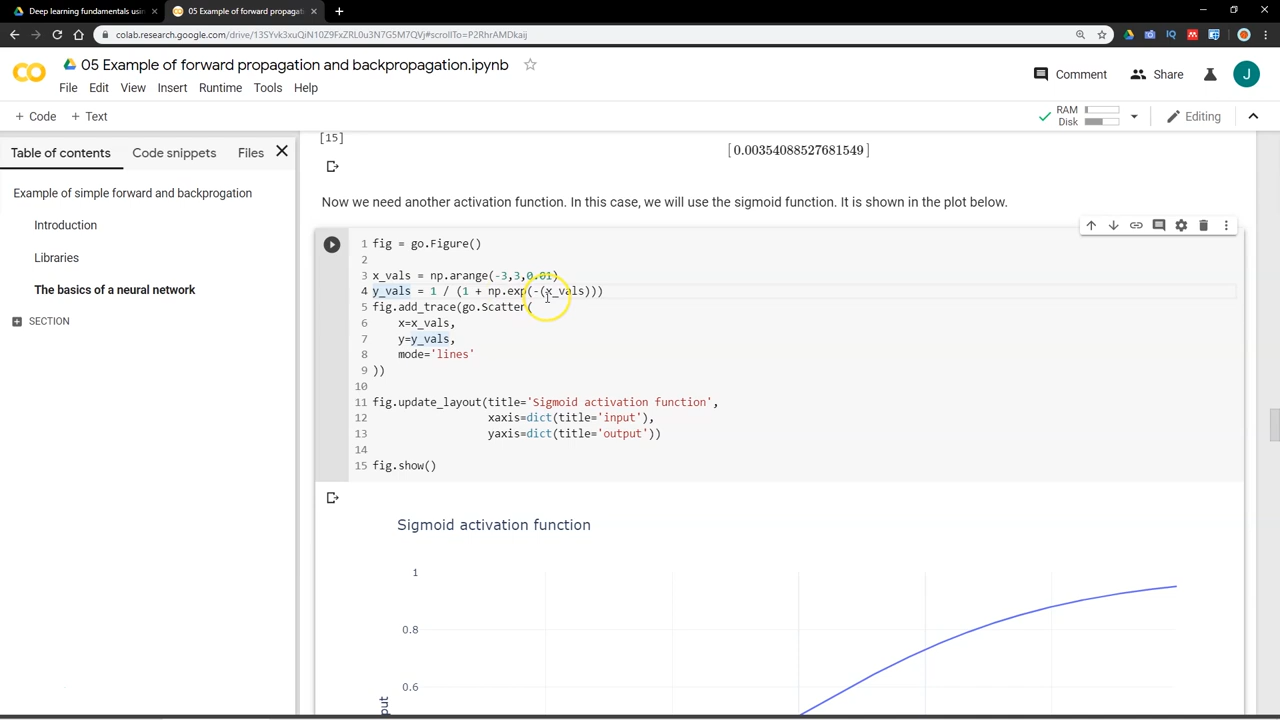 Deep learning fundamentals usin
05 Example of forward propagati
colab.research.google.com/drive/13SYvk3xuQiN10Z9FxZRL0u3N7G5M7QVj#scrollTo=P2RhrAMDkaij
05 Example of forward propagation and backpropagation.ipynb
Comment
Share
J
File Edit View Insert Runtime Tools Help
+ Code + Text
RAM
Disk
Editing
Table of contents Code snippets Files
Example of simple forward and backprogation
Introduction
Libraries
The basics of a neural network
SECTION
[15]
[ 0.00354088527681549 ]
Now we need another activation function. In this case, we will use the sigmoid function. It is shown in the plot below.
1 fig = go.Figure()
2
3 x_vals = np.arange(-3,3,0.01)
4 y_vals = 1 / (1 + np.exp(-(x_vals)))
5 fig.add_trace(go.Scatter(
6 x=x_vals,
7 y=y_vals,
8 mode='lines'
9 ))
10
11 fig.update_layout(title='Sigmoid activation function',
12 xaxis=dict(title='input'),
13 yaxis=dict(title='output'))
14
15 fig.show()
Sigmoid activation function
1
0.8
0.6